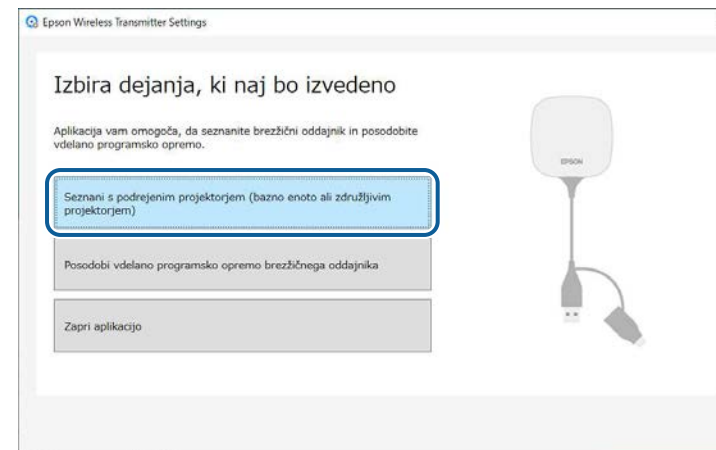 Epson Wireless Transmitter Settings
Izbira dejanja, ki naj bo izvedeno
Aplikacija vam omogoča, da seznanite brezžični oddajnik in posodobite
vdelano programsko opremo.
Seznani s podrejenim projektorjem (bazno enoto ali združljivim
projektorjem)
Posodobi vdelano programsko opremo brezžičnega oddajnika
Zapri aplikacijo
EPSON